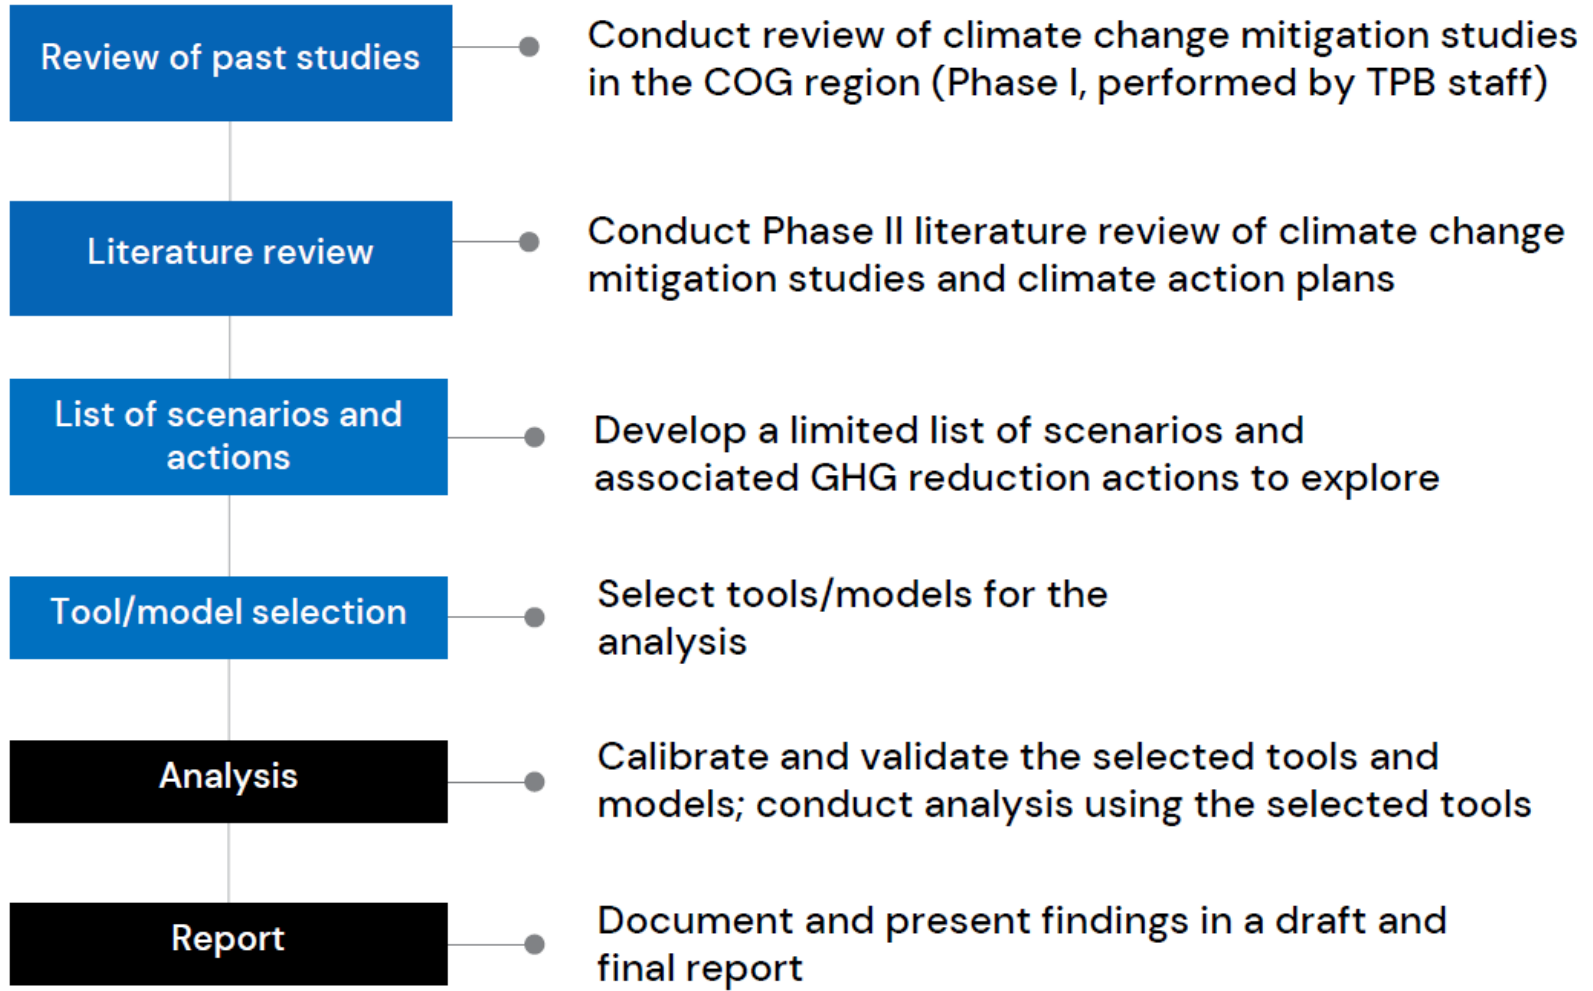 Review of past studies
Conduct review of climate change mitigation studies
in the COG region (Phase I, performed by TPB staff)
Literature review
Conduct Phase II literature review of climate change
mitigation studies and climate action plans
List of scenarios and
actions
Develop a limited list of scenarios and
associated GHG reduction actions to explore
Tool/model selection
Select tools/models for the
analysis
Analysis
Calibrate and validate the selected tools and
models; conduct analysis using the selected tools
Report
Document and present findings in a draft and
final report